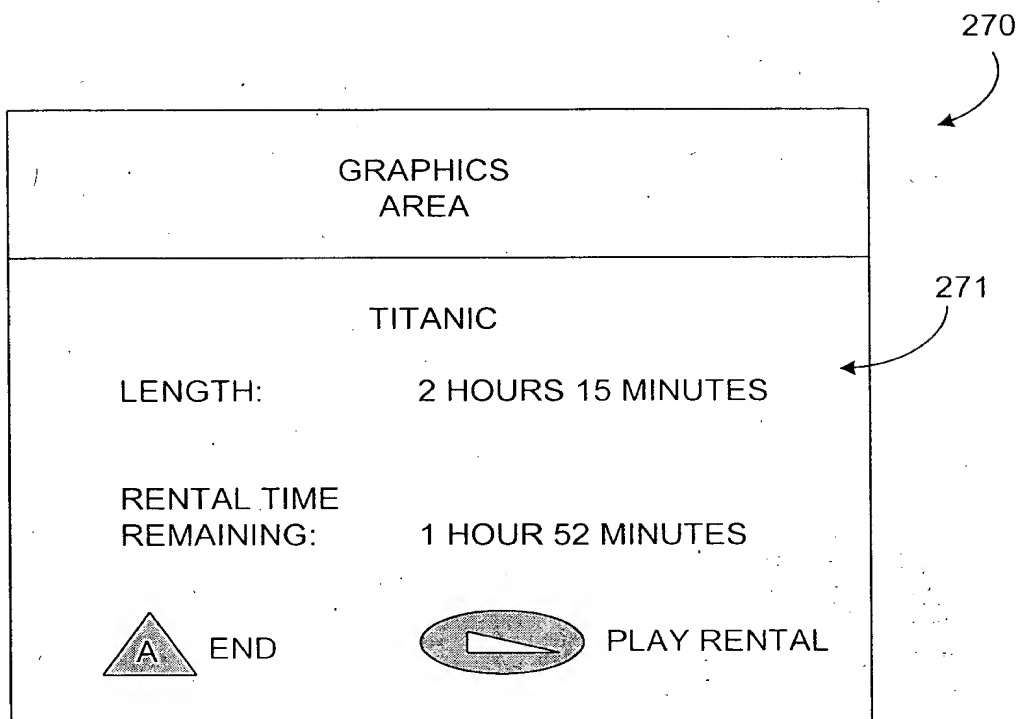 270
GRAPHICS
AREA
271
TITANIC
LENGTH: 2 HOURS 15 MINUTES
RENTAL TIME
REMAINING: 1 HOUR 52 MINUTES
A END PLAY RENTAL